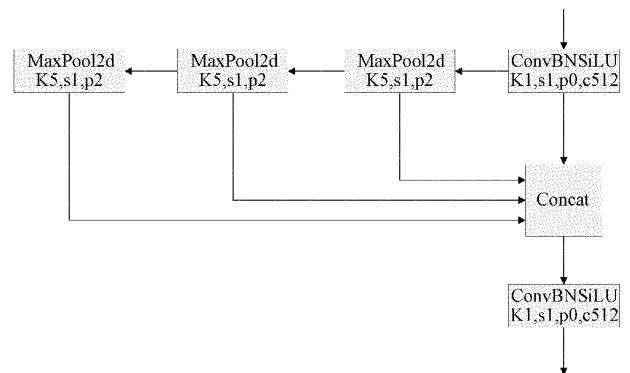 MaxPool2d
K5,s1,p2
MaxPool2d
K5,s1,p2
MaxPool2d
K5,s1,p2
ConvBNSiLU
K1,s1,p0,c512
Concat
ConvBNSiLU
K1,s1,p0,c512